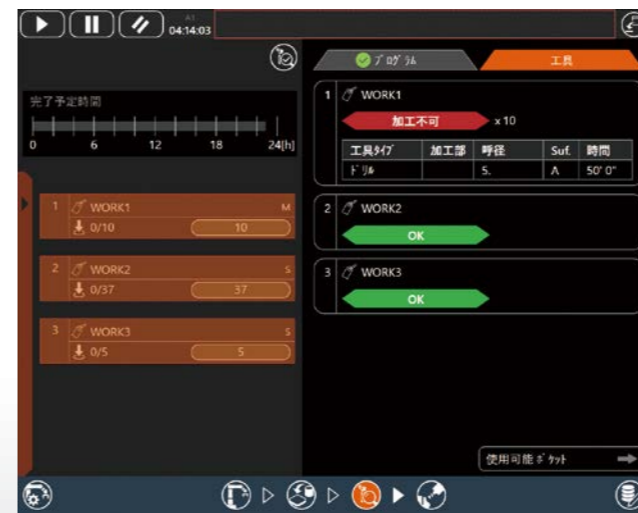 A1
04:14:03
完了予定時間
0 6 12 18 24[h]
1 WORK1 M
0/10 10
2 WORK2 S
0/37 37
3 WORK3 S
0/5 5
プログラム 工具
1 WORK1
加工不可 x10
工具タイプ 加工部 呼径 Suf. 時間
ドリル 5. A 50' 0"
2 WORK2
OK
3 WORK3
OK
使用可能ポケット